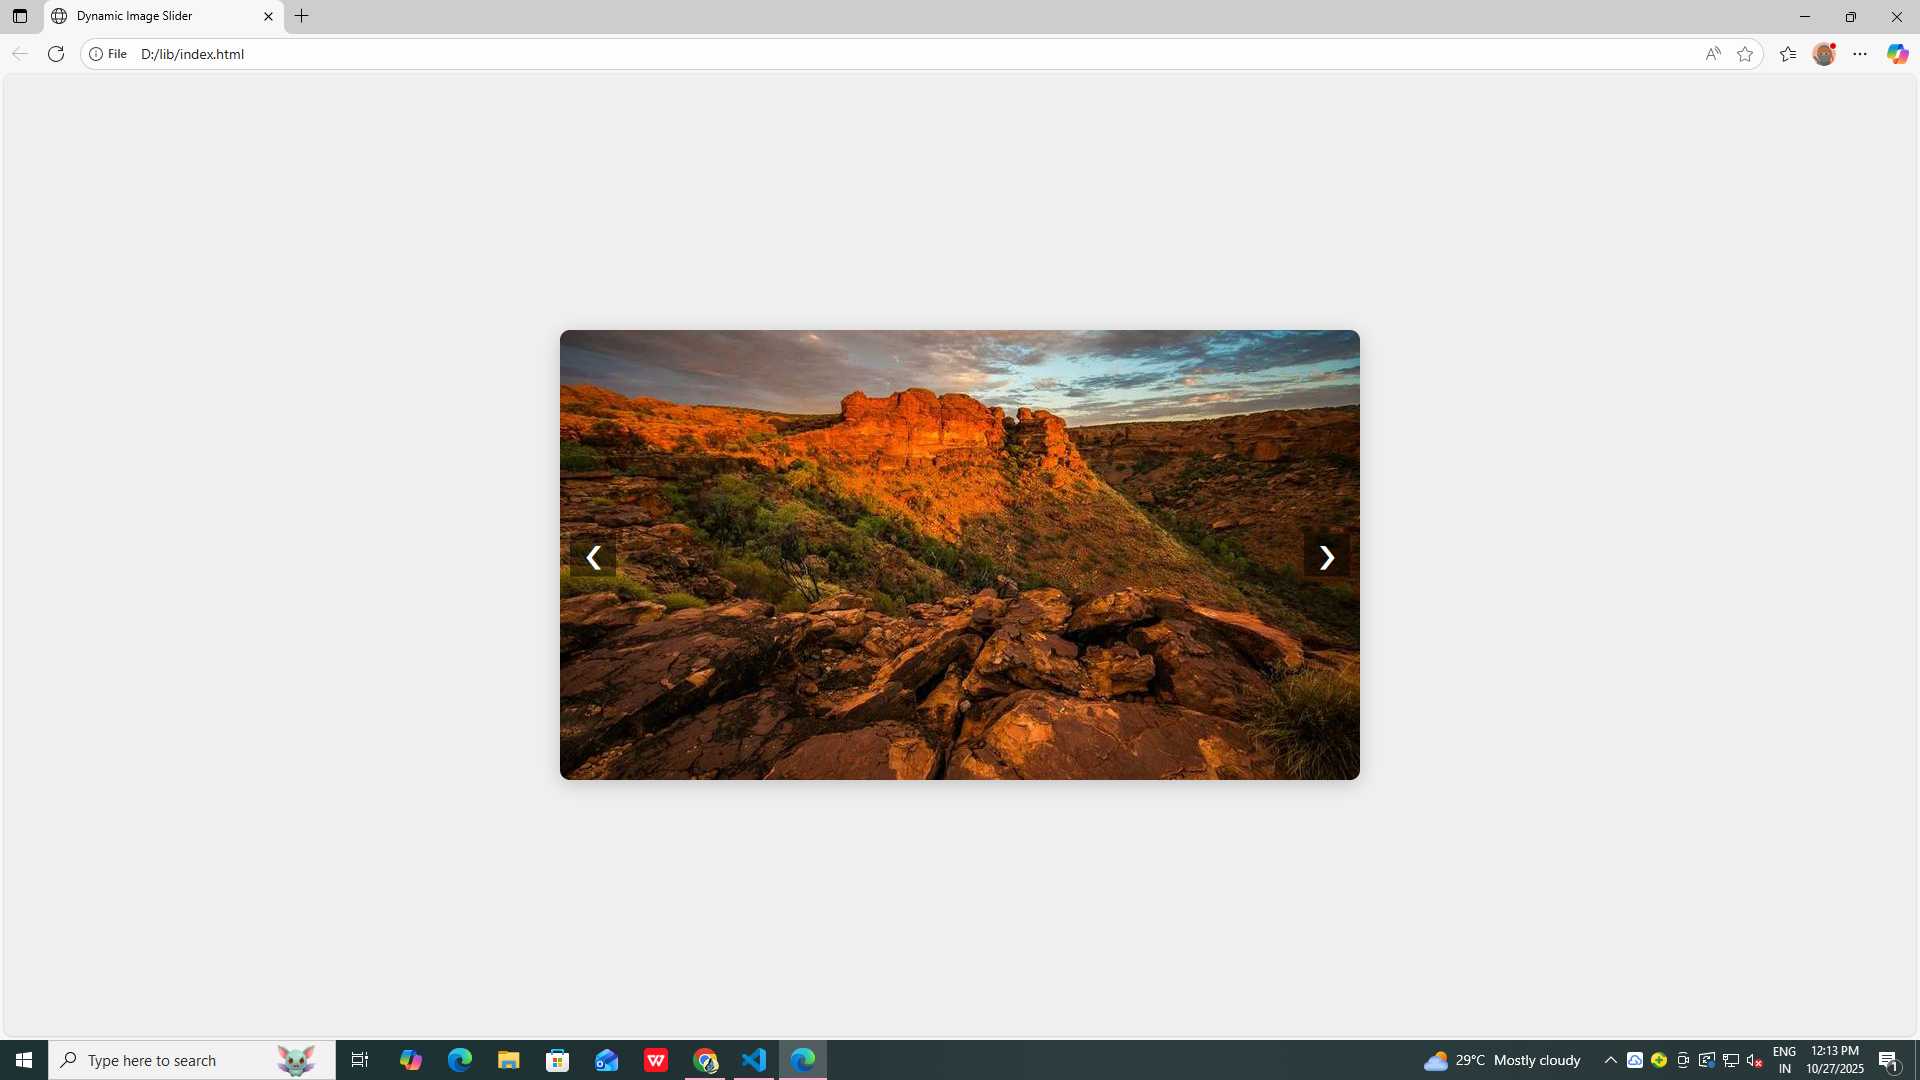 Dynamic Image Slider
File D:/lib/index.html
❮ ❯
Type here to search
29°C Mostly cloudy
ENG
IN
12:13 PM
10/27/2025
1